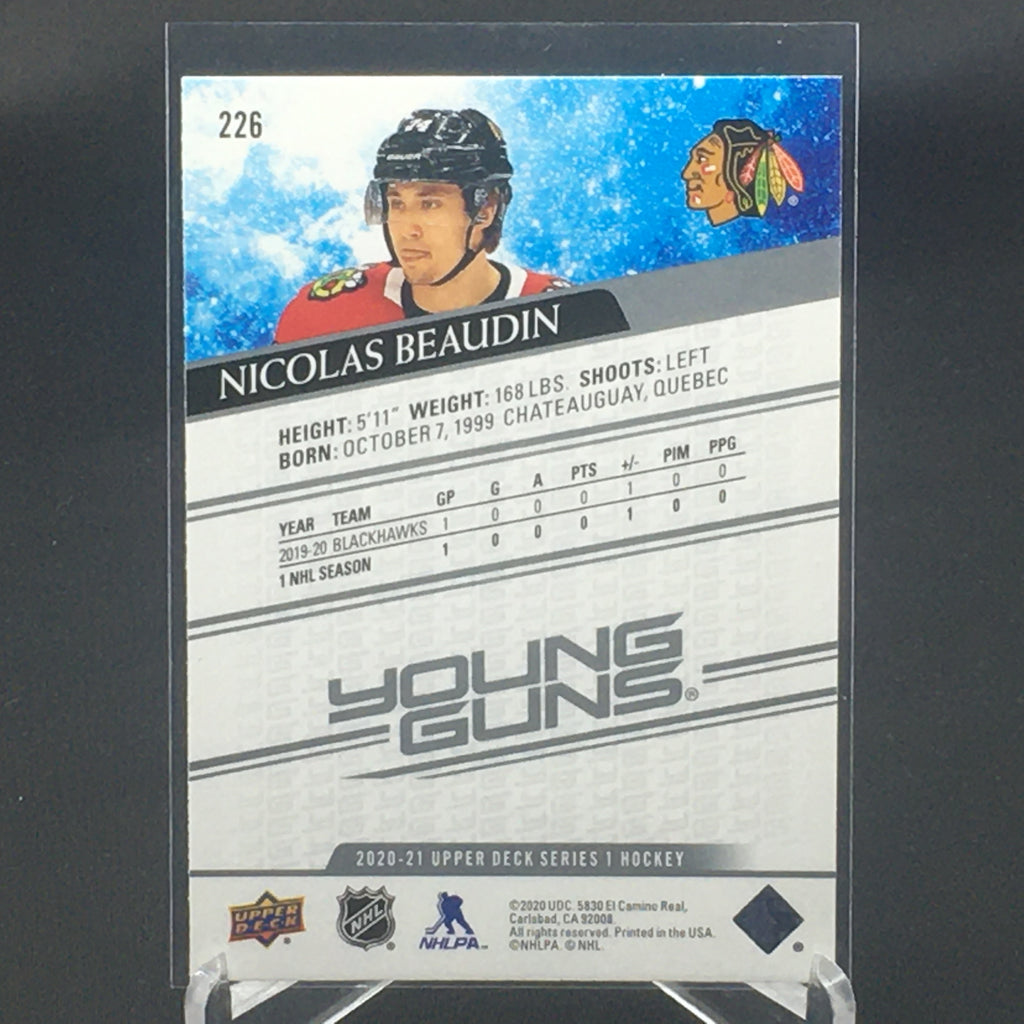 226
BAUER
NICOLAS BEAUDIN
HEIGHT: 5'11" WEIGHT: 168 LBS. SHOOTS: LEFT
BORN: OCTOBER 7, 1999 CHATEAUGUAY, QUEBEC
YEAR TEAM GP G A PTS +/- PIM PPG
2019-20 BLACKHAWKS 1 0 0 0 1 0 0
1 NHL SEASON 1 0 0 0 1 0 0
YOUNG
GUNS®
2020-21 UPPER DECK SERIES 1 HOCKEY
UPPER
DECK ®
NHL ®
NHLPA
©2020 UDC. 5830 El Camino Real,
Carlsbad, CA 92008.
All rights reserved. Printed in the USA.
©NHLPA. © NHL.
®